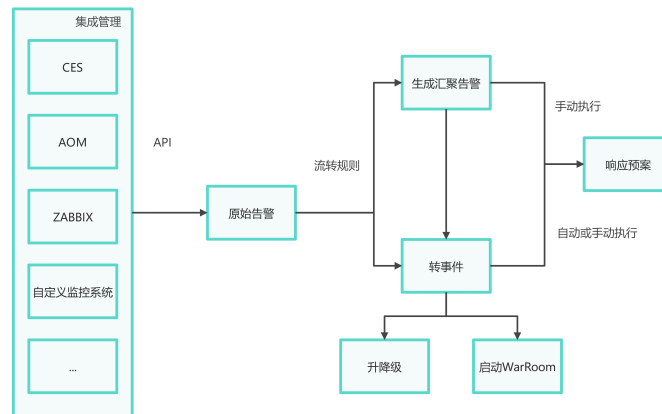 集成管理
CES
AOM
ZABBIX
自定义监控系统
...
API
原始告警
流转规则
生成汇聚告警
转事件
手动执行
自动或手动执行
响应预案
升降级
启动WarRoom